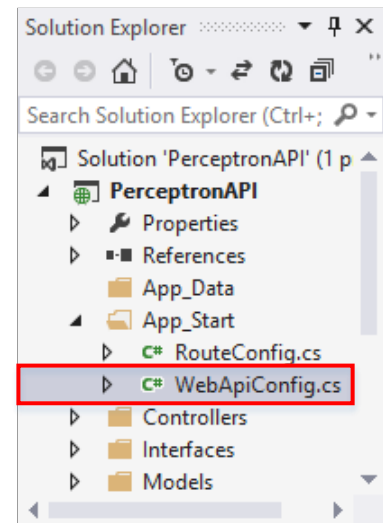 Solution Explorer
Search Solution Explorer (Ctrl+;
Solution 'PerceptronAPI' (1 p
PerceptronAPI
Properties
References
App_Data
App_Start
C# RouteConfig.cs
C# WebApiConfig.cs
Controllers
Interfaces
Models